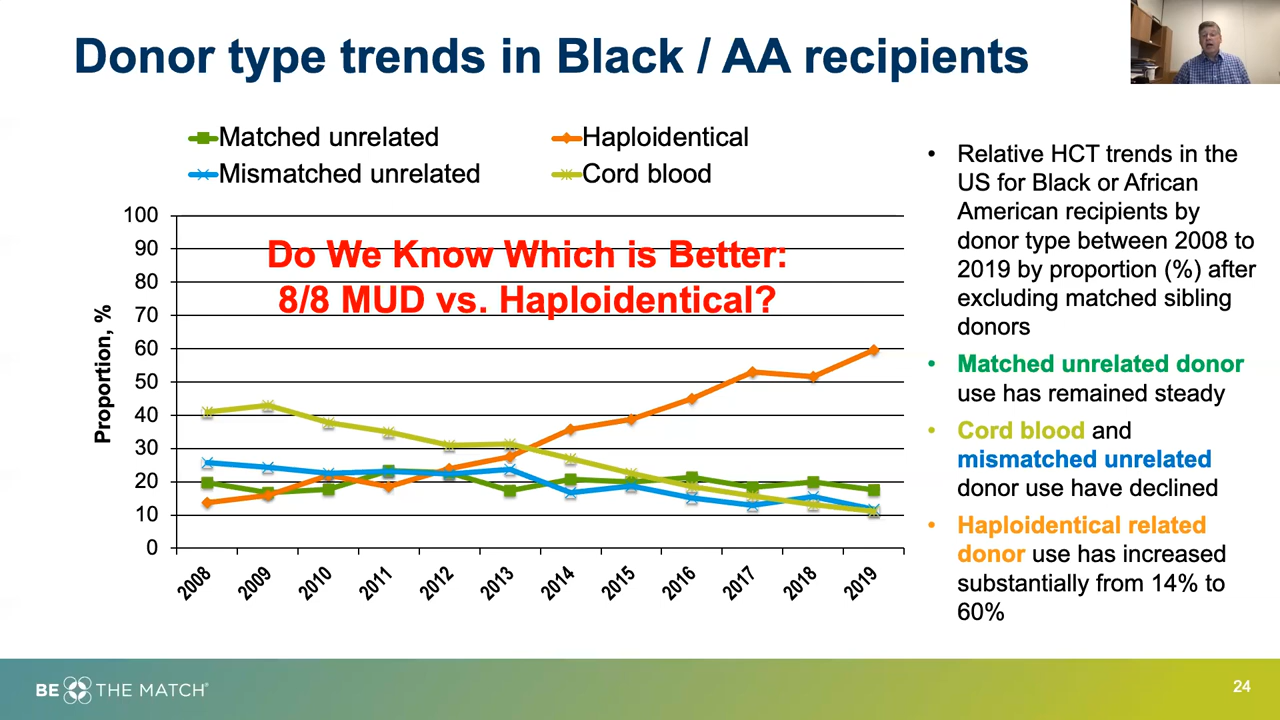 Donor type trends in Black / AA recipients
Matched unrelated
Haploidentical
Mismatched unrelated
Cord blood
Do We Know Which is Better:
8/8 MUD vs. Haploidentical?
Proportion, %
100
90
80
70
60
50
40
30
20
10
0
2008
2009
2010
2011
2012
2013
2014
2015
2016
2017
2018
2019
• Relative HCT trends in the
US for Black or African
American recipients by
donor type between 2008 to
2019 by proportion (%) after
excluding matched sibling
donors
• Matched unrelated donor
use has remained steady
• Cord blood and
mismatched unrelated
donor use have declined
• Haploidentical related
donor use has increased
substantially from 14% to
60%
BE THE MATCH®
24